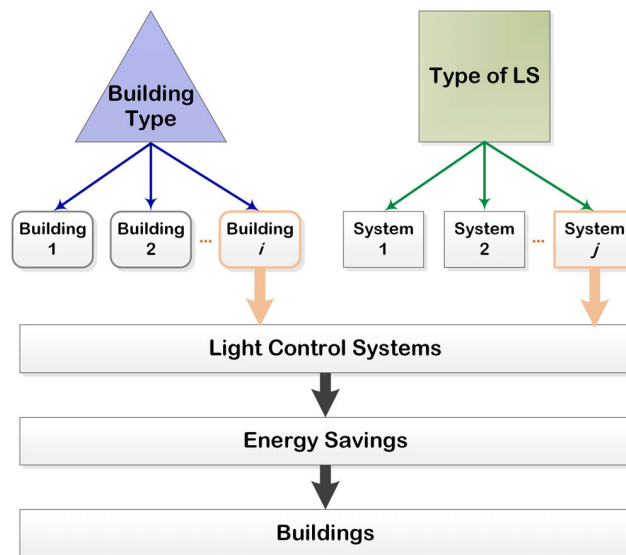 Building
Type
Type of LS
Building
1
Building
2
...
Building
i
System
1
System
2
...
System
j
Light Control Systems
Energy Savings
Buildings